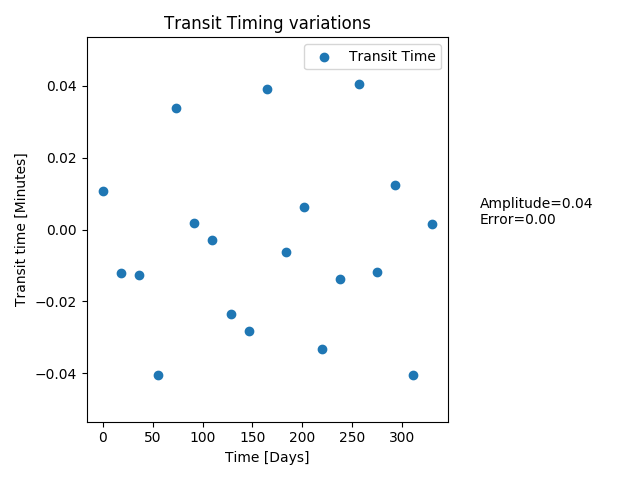 Transit Timing variations
Transit Time
0.04
0.02
0.00
−0.02
−0.04
Transit time [Minutes]
Amplitude=0.04
Error=0.00
0 50 100 150 200 250 300
Time [Days]